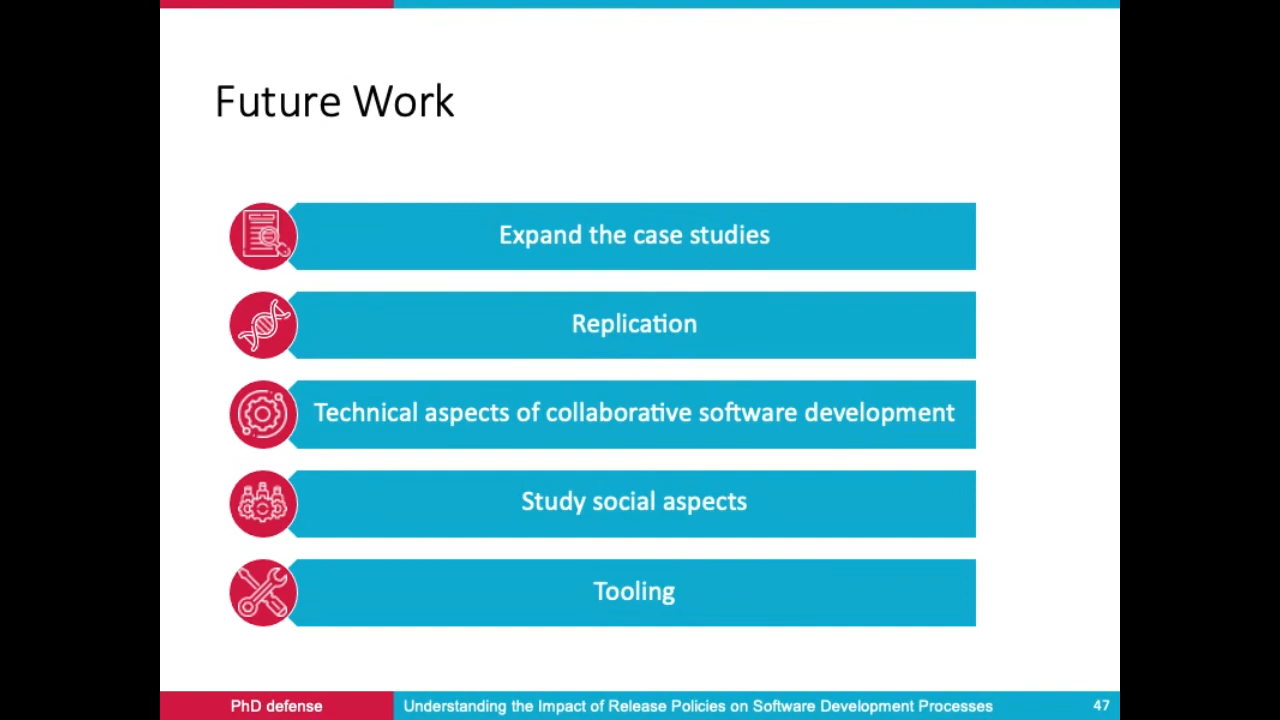 Future Work
Expand the case studies
Replication
Technical aspects of collaborative software development
Study social aspects
Tooling
PhD defense
Understanding the Impact of Release Policies on Software Development Processes
47